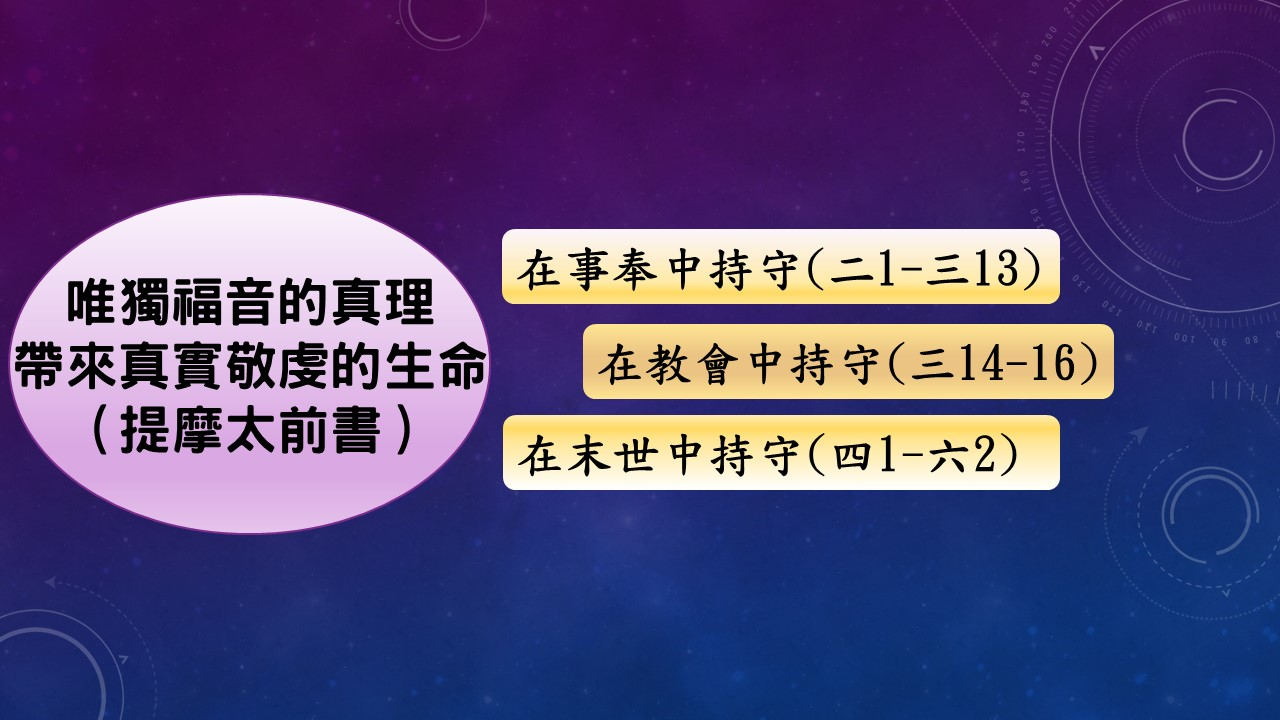 唯獨福音的真理
帶來真實敬虔的生命
（提摩太前書）
在事奉中持守(二1-三13)
在教會中持守(三14-16)
在末世中持守(四1-六2)